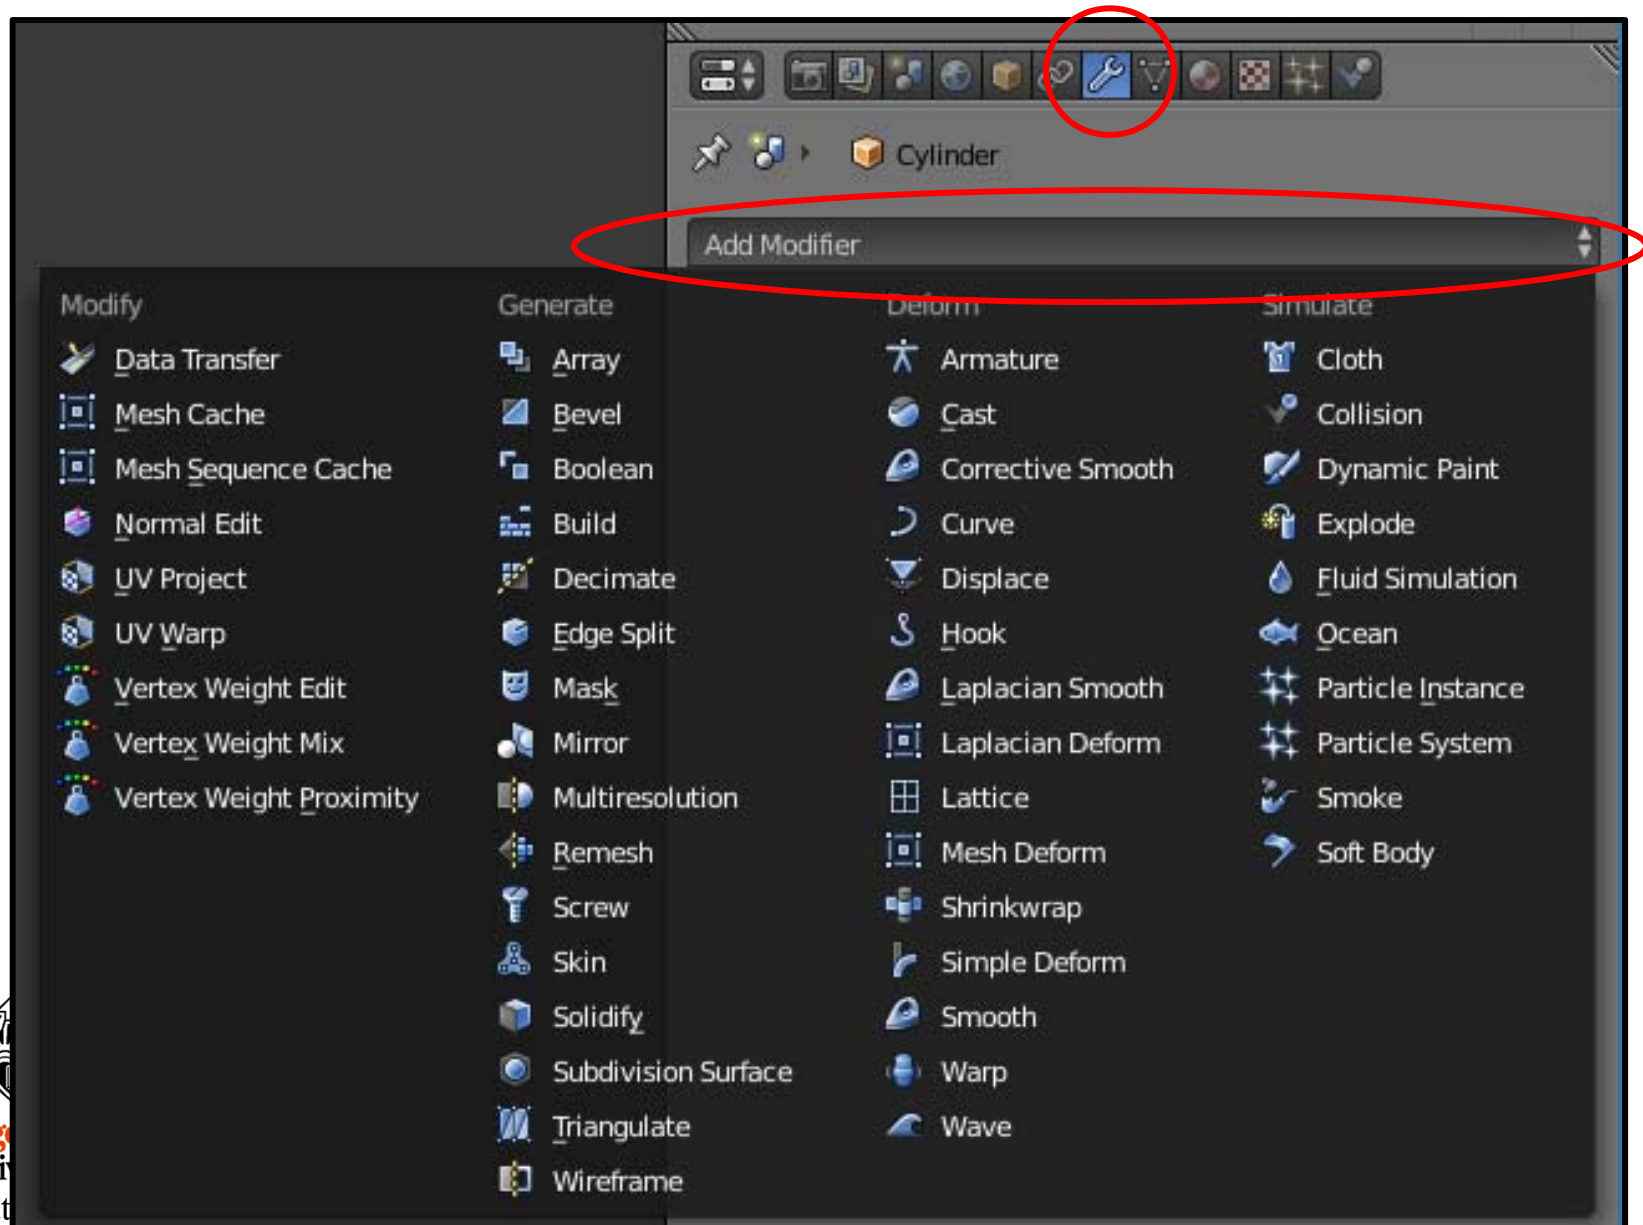 Cylinder
Add Modifier
Modify
Data Transfer
Mesh Cache
Mesh Sequence Cache
Normal Edit
UV Project
UV Warp
Vertex Weight Edit
Vertex Weight Mix
Vertex Weight Proximity
Generate
Array
Bevel
Boolean
Build
Decimate
Edge Split
Mask
Mirror
Multiresolution
Remesh
Screw
Skin
Solidify
Subdivision Surface
Triangulate
Wireframe
Deform
Armature
Cast
Corrective Smooth
Curve
Displace
Hook
Laplacian Smooth
Laplacian Deform
Lattice
Mesh Deform
Shrinkwrap
Simple Deform
Smooth
Warp
Wave
Simulate
Cloth
Collision
Dynamic Paint
Explode
Fluid Simulation
Ocean
Particle Instance
Particle System
Smoke
Soft Body